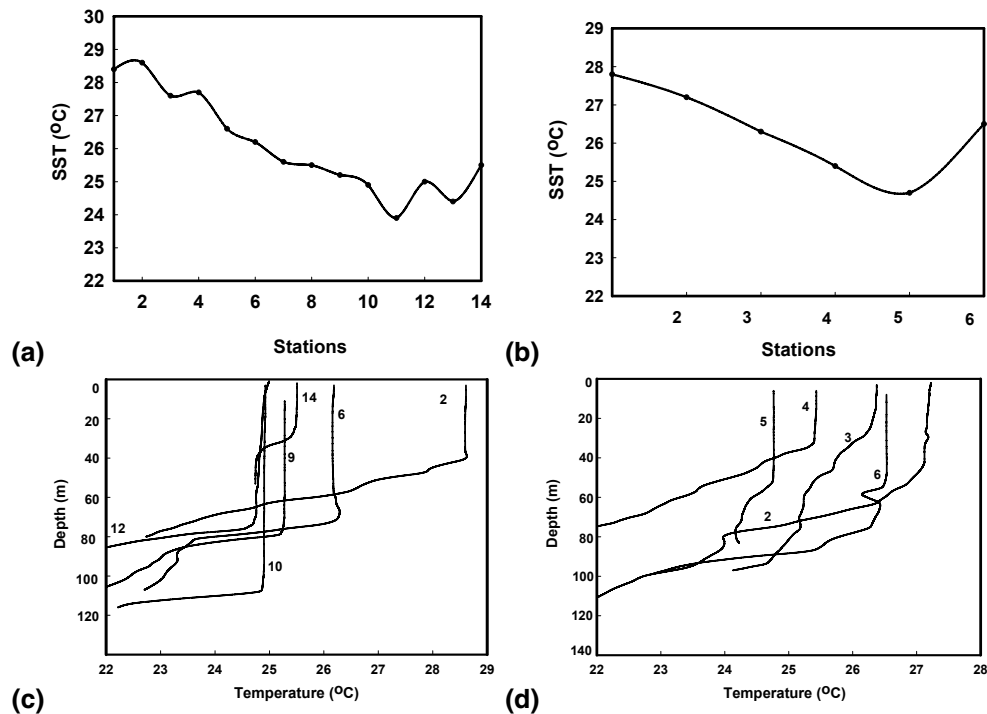 (a)
SST (°C)
30
29
28
27
26
25
24
23
22
2 4 6 8 10 12 14
Stations
(b)
SST (°C)
29
28
27
26
25
24
23
22
2 3 4 5 6
Stations
(c)
Depth (m)
0
20
40
60
80
100
120
2
6
14
9
12
10
22 23 24 25 26 27 28 29
Temperature (°C)
(d)
Depth (m)
0
20
40
60
80
100
120
140
5
4
3
6
2
22 23 24 25 26 27 28
Temperature (°C)